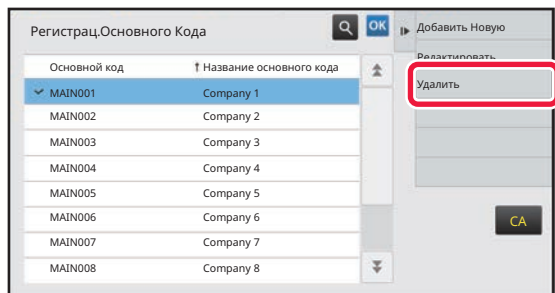 Регистрац.Основного Кода
OK
Добавить Новую
Редактировать
Удалить
Основной код
Название основного кода
MAIN001 Company 1
MAIN002 Company 2
MAIN003 Company 3
MAIN004 Company 4
MAIN005 Company 5
MAIN006 Company 6
MAIN007 Company 7
MAIN008 Company 8
CA